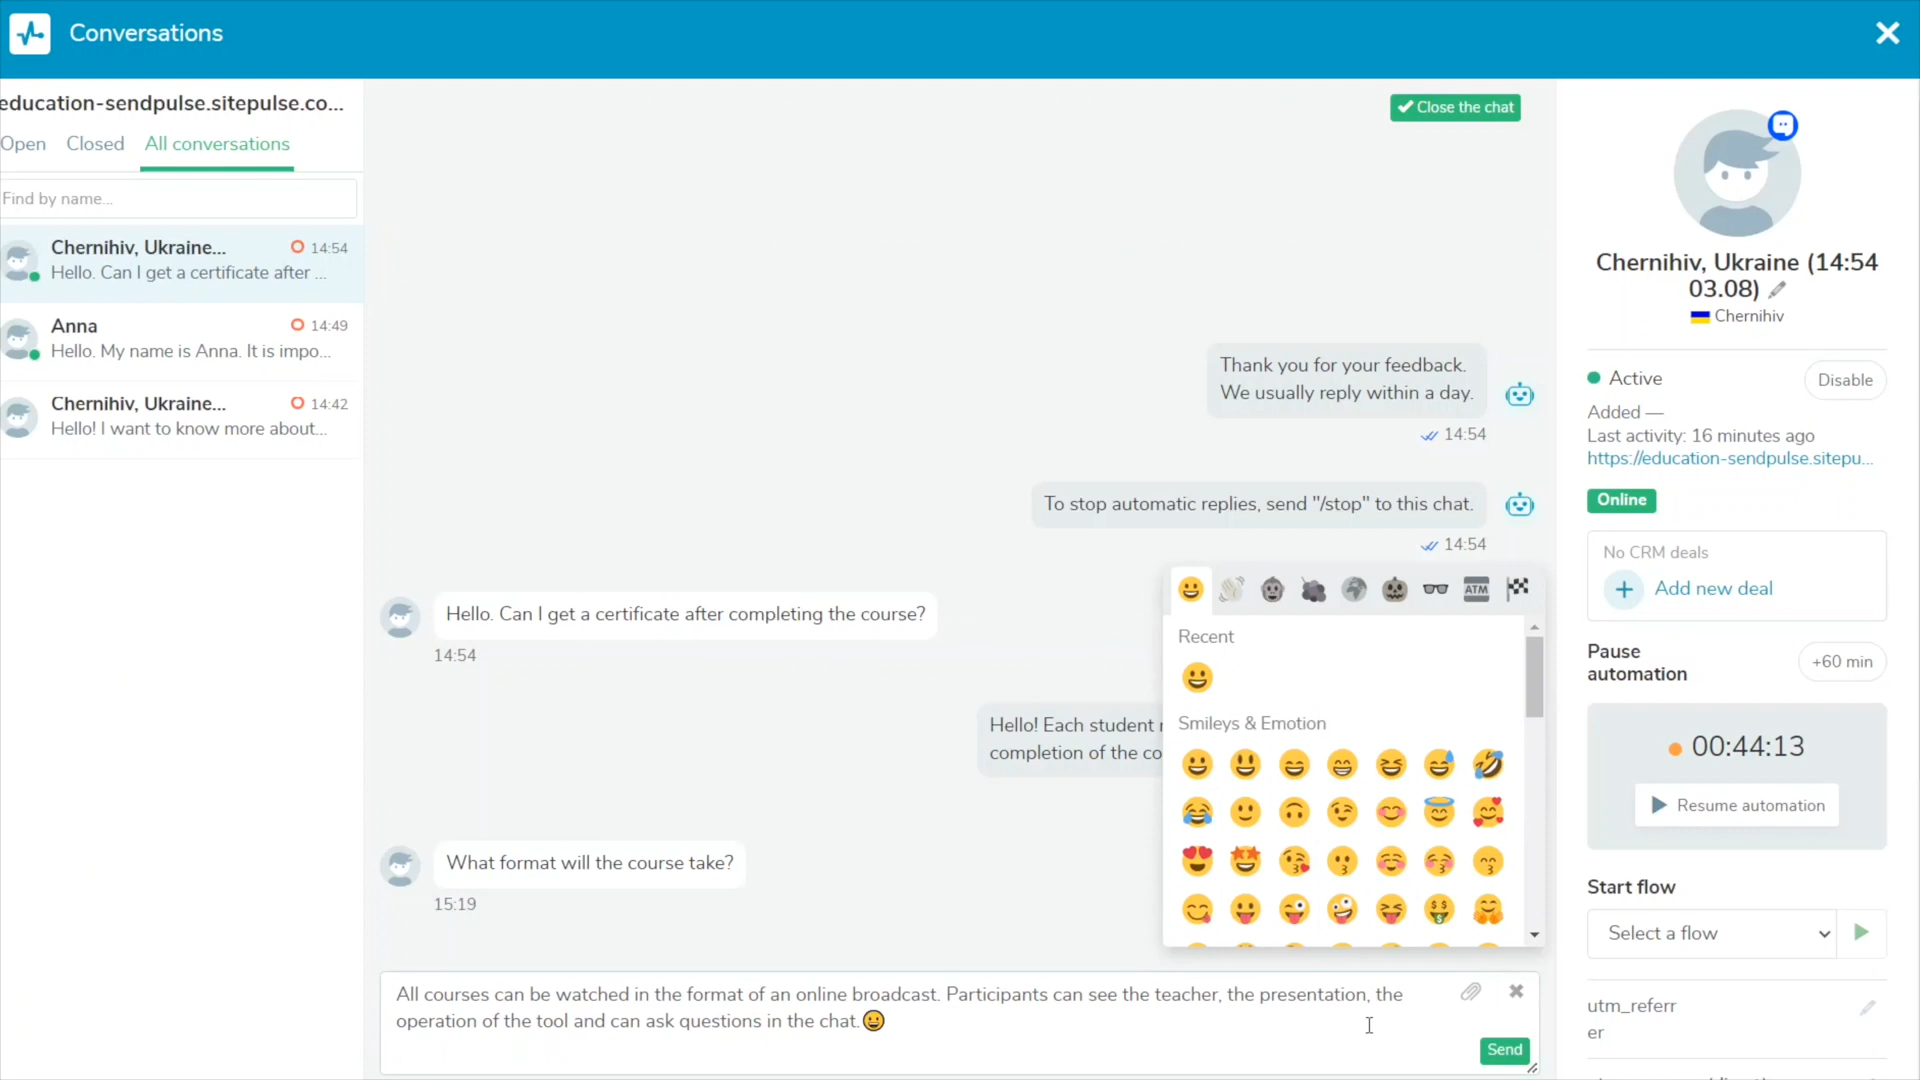 Conversations
education-sendpulse.sitepulse.co...
Open Closed All conversations
Find by name...
Chernihiv, Ukraine... 14:54
Hello. Can I get a certificate after ...
Anna 14:49
Hello. My name is Anna. It is impo...
Chernihiv, Ukraine... 14:42
Hello! I want to know more about...
Close the chat
Thank you for your feedback.
We usually reply within a day.
14:54
To stop automatic replies, send "/stop" to this chat.
14:54
Hello. Can I get a certificate after completing the course?
14:54
Hello! Each student
completion of the co
What format will the course take?
15:19
ATM
Recent
Smileys & Emotion
All courses can be watched in the format of an online broadcast. Participants can see the teacher, the presentation, the
operation of the tool and can ask questions in the chat.😀
Send
Chernihiv, Ukraine (14:54
03.08)
Chernihiv
Active Disable
Added —
Last activity: 16 minutes ago
https://education-sendpulse.sitepu...
Online
No CRM deals
Add new deal
Pause
automation
+60 min
00:44:13
Resume automation
Start flow
Select a flow
utm_referr
er